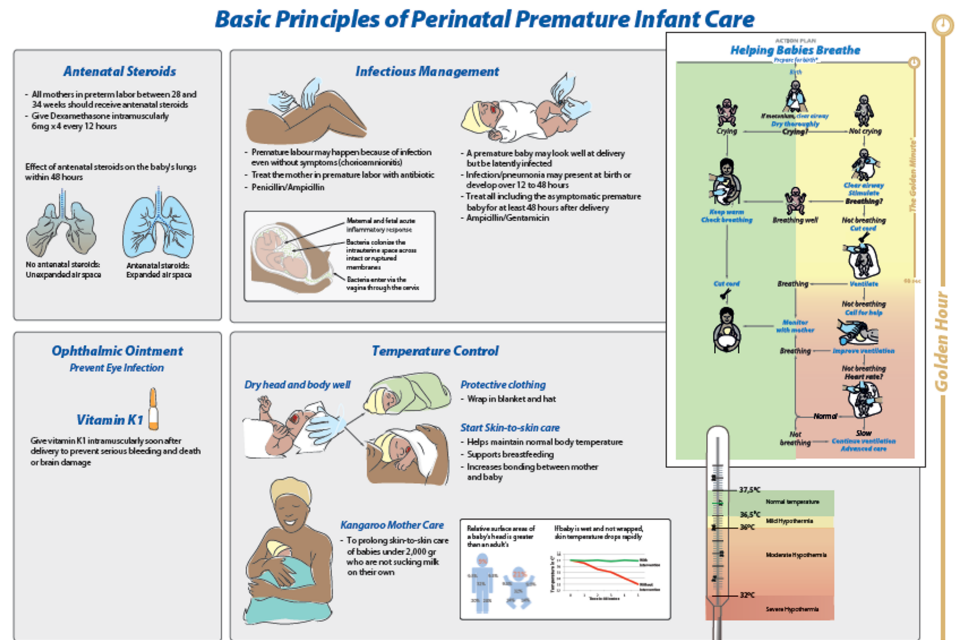 Basic Principles of Perinatal Premature Infant Care
Antenatal Steroids
- All mothers in preterm labor between 28 and
34 weeks should receive antenatal steroids
- Give Dexamethasone intramuscularly
6mg x4 every 12 hours
Effect of antenatal steroids on the baby's lungs
within 48 hours
No antenatal steroids:
Unexpanded air space
Antenatal steroids:
Expanded air space
Infectious Management
- Premature labour may happen because of infection
even without symptoms (chorioamnionitis)
- Treat the mother in premature labor with antibiotic
- Penicillin/Ampicillin
Maternal and fetal acute
inflammatory response
Bacteria colonize the
intrauterine space across
intact or ruptured
membranes
Bacteria enter via the
vagina through the cervix
- A premature baby may look well at delivery
but be latently infected
- Infection/pneumonia may present at birth or
develop over 12 to 48 hours
- Treat all including the asymptomatic premature
baby for at least 48 hours after delivery
- Ampicillin/Gentamicin
ACTION PLAN
Helping Babies Breathe
Prepare for birth*
Birth
If meconium, clear airway
Dry thoroughly
Crying
Crying?
Not crying
Clear airway
Stimulate
Breathing?
Keep warm
Check breathing
Breathing well
Not breathing
Cut cord
Cut cord
Breathing
Ventilate
Not breathing
Call for help
Monitor
with mother
Breathing
Improve ventilation
Not breathing
Heart rate?
Normal
Not
breathing
Slow
Continue ventilation
Advanced care
The Golden Minute
Golden Hour
Ophthalmic Ointment
Prevent Eye Infection
Vitamin K1
Give vitamin K1 intramuscularly soon after
delivery to prevent serious bleeding and death
or brain damage
Temperature Control
Dry head and body well
Protective clothing
- Wrap in blanket and hat
Start Skin-to-skin care
- Helps maintain normal body temperature
- Supports breastfeeding
- Increases bonding between mother
and baby
Kangaroo Mother Care
- To prolong skin-to-skin care
of babies under 2,000 gr
who are not sucking milk
on their own
Relative surface areas of
a baby's head is greater
than an adult's
If baby is wet and not wrapped,
skin temperature drops rapidly
37,5°C
Normal temperature
36,5°C
Mild Hypothermia
36°C
Moderate Hypothermia
32°C
Severe Hypothermia